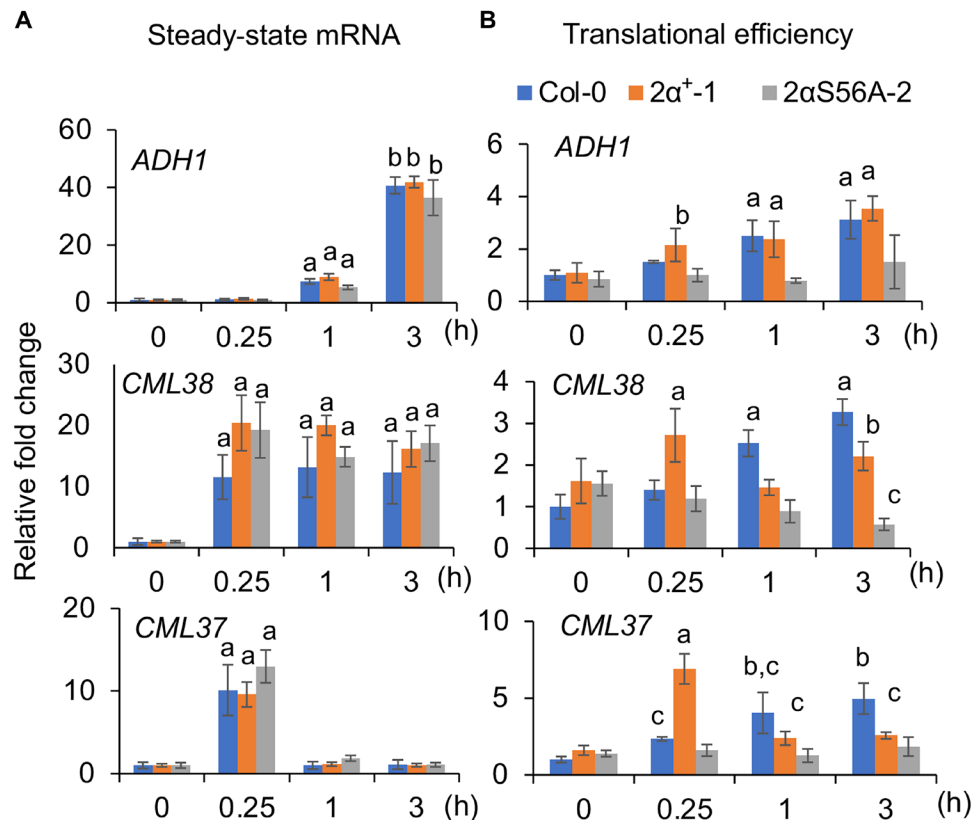 A
Steady-state mRNA
B
Translational efficiency
Col-0 2α⁺-1 2αS56A-2
Relative fold change
ADH1
60
40
20
0
a a a
b b b
0 0.25 1 3 (h)
ADH1
6
4
2
0
b
a a
a a
0 0.25 1 3 (h)
CML38
30
20
10
0
a a a
a a a
a a a
0 0.25 1 3 (h)
CML38
4
3
2
1
0
a
a
a b c
0 0.25 1 3 (h)
CML37
20
10
0
a a a
0 0.25 1 3 (h)
CML37
10
5
0
c a
b,c c
b c
0 0.25 1 3 (h)